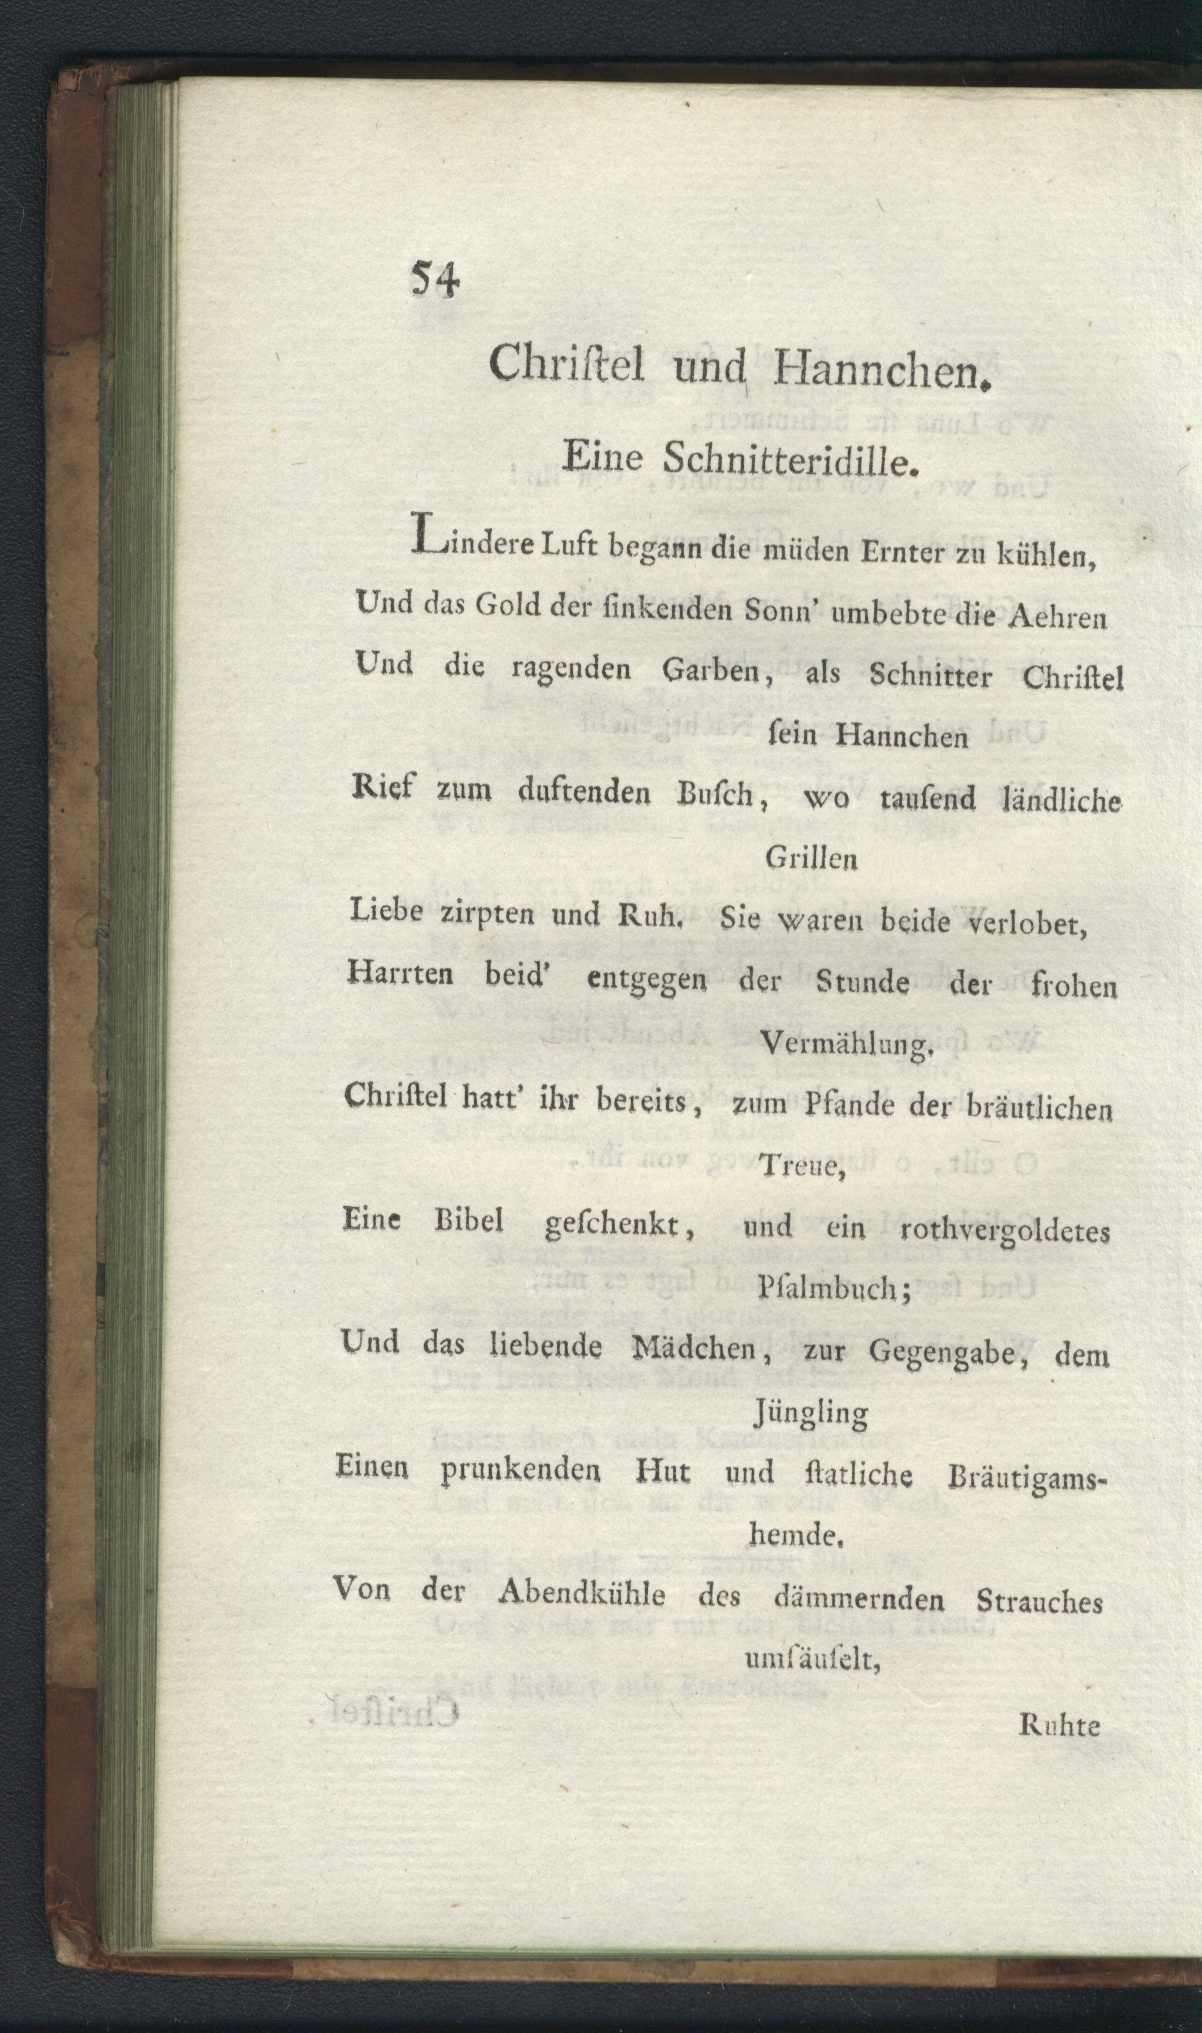 54
Chriſtel und Hannchen.
Eine Schnitteridille.
Lindere Luft begann die müden Ernter zu kühlen,
Und das Gold der ſinkenden Sonn’ umbebte die Aehren
Und die ragenden Garben, als Schnitter Chriſtel
ſein Hannchen
Rief zum duftenden Buſch, wo tauſend ländliche
Grillen
Liebe zirpten und Ruh. Sie waren beide verlobet,
Harrten beid’ entgegen der Stunde der frohen
Vermählung.
Chriſtel hatt’ ihr bereits, zum Pfande der bräutlichen
Treue,
Eine Bibel geſchenkt, und ein rothvergoldetes
Pſalmbuch;
Und das liebende Mädchen, zur Gegengabe, dem
Jüngling
Einen prunkenden Hut und ſtatliche Bräutigams-
hemde.
Von der Abendkühle des dämmernden Strauches
umſäuſelt,
Ruhte